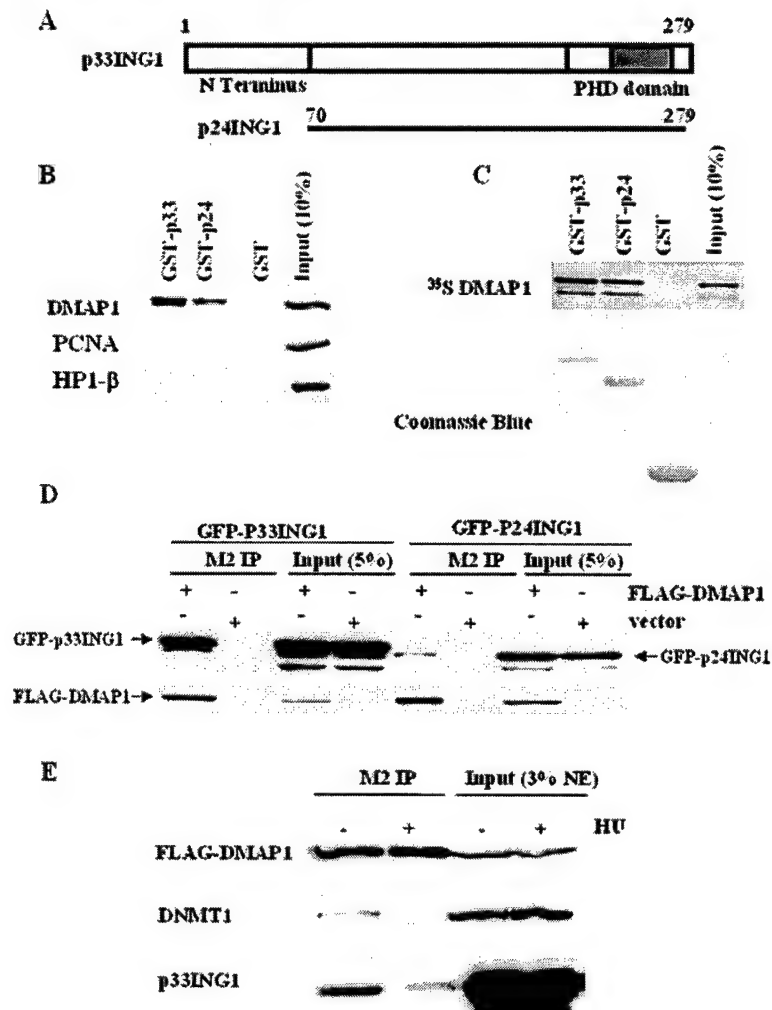 A
1 279
p33ING1
N Terminus PHD domain
p24ING1 70 279
B
GST-p33
GST-p24
GST
Input (10%)
DMAP1
PCNA
HP1-β
C
GST-p33
GST-p24
GST
Input (10%)
³⁵S DMAP1
Coomassie Blue
D
GFP-P33ING1 GFP-P24ING1
M2 IP Input (5%) M2 IP Input (5%)
+ - + - + - + - FLAG-DMAP1
- + - + - + - + vector
GFP-p33ING1 GFP-p24ING1
FLAG-DMAP1
E
M2 IP Input (3% NE)
- + - + HU
FLAG-DMAP1
DNMT1
p33ING1